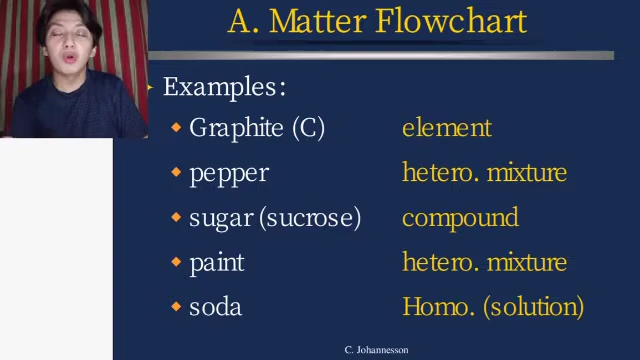 A. Matter Flowchart
Examples:
Graphite (C) element
pepper hetero. mixture
sugar (sucrose) compound
paint hetero. mixture
soda Homo. (solution)
C. Johannesson